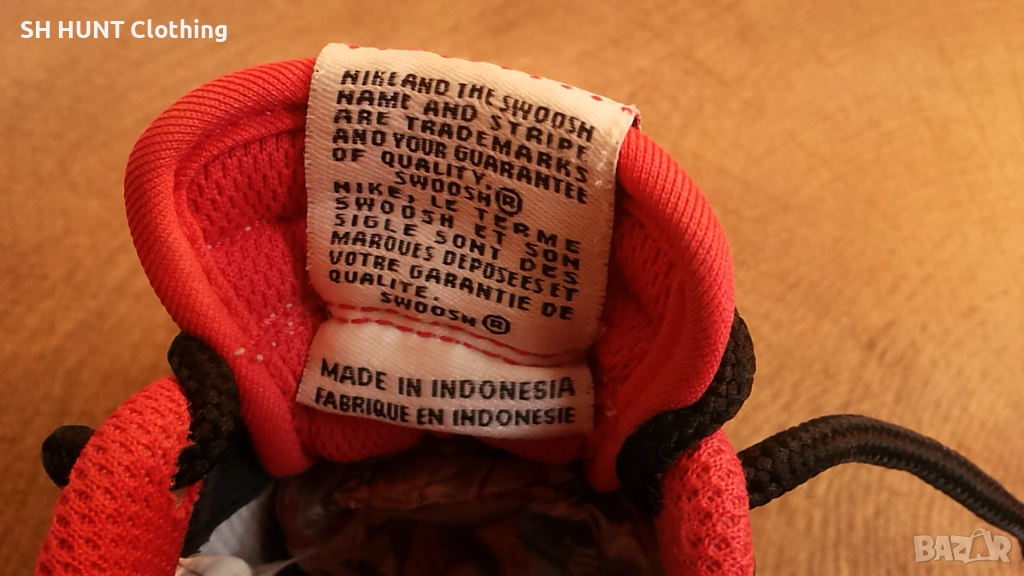 SH HUNT Clothing
NIKE AND THE SWOOSH
NAME AND STRIPE
ARE TRADEMARKS
AND YOUR GUARANTEE
OF QUALITY.
SWOOSH®
NIKE, LE TERME
SWOOSH ET SON
SIGLE SONT DES
MARQUES DEPOSEES ET
VOTRE GARANTIE DE
QUALITE.
SWOOSH®
MADE IN INDONESIA
FABRIQUE EN INDONESIE
BAZAR